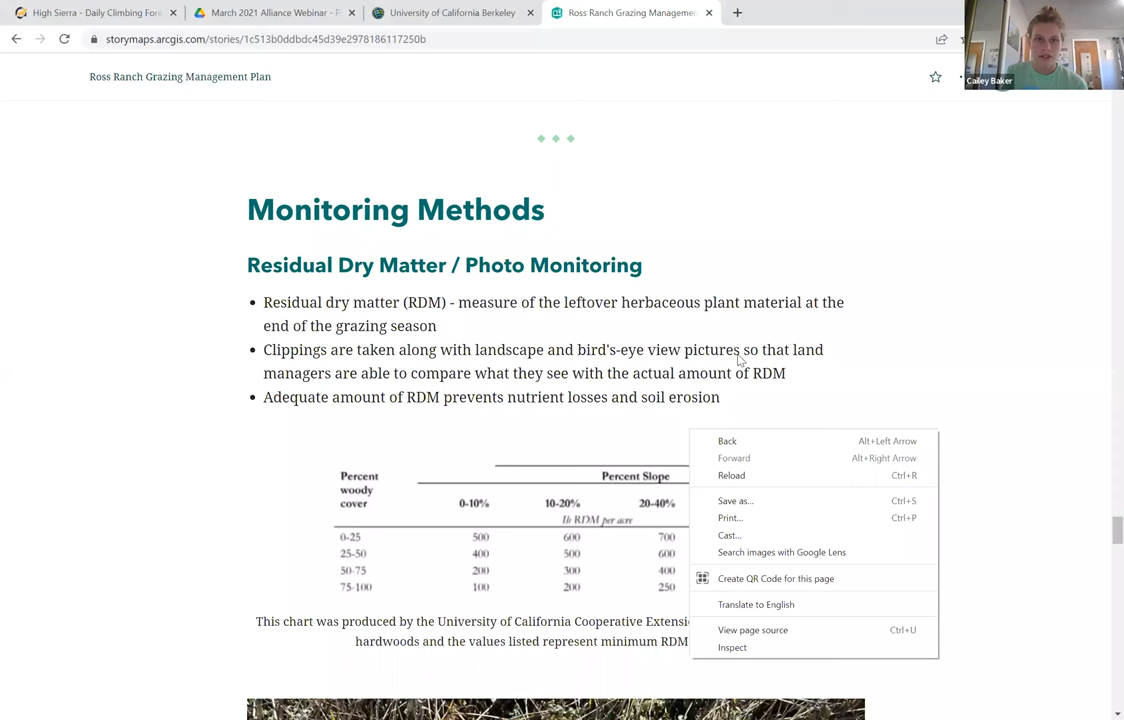 High Sierra - Daily Climbing Fore
March 2021 Alliance Webinar - P
University of California Berkeley
Ross Ranch Grazing Manageme
storymaps.arcgis.com/stories/1c513b0ddbdc45d39e2978186117250b
Cailey Baker
Ross Ranch Grazing Management Plan
Monitoring Methods
Residual Dry Matter / Photo Monitoring
• Residual dry matter (RDM) - measure of the leftover herbaceous plant material at the
end of the grazing season
• Clippings are taken along with landscape and bird's-eye view pictures so that land
managers are able to compare what they see with the actual amount of RDM
• Adequate amount of RDM prevents nutrient losses and soil erosion
Percent woody cover
Percent Slope
0-10% 10-20% 20-40%
lb RDM per acre
0-25 500 600 700
25-50 400 500 600
50-75 200 300 400
75-100 100 200 250
This chart was produced by the University of California Cooperative Extensi
hardwoods and the values listed represent minimum RDM
Back Alt+Left Arrow
Forward Alt+Right Arrow
Reload Ctrl+R
Save as... Ctrl+S
Print... Ctrl+P
Cast...
Search images with Google Lens
Create QR Code for this page
Translate to English
View page source Ctrl+U
Inspect